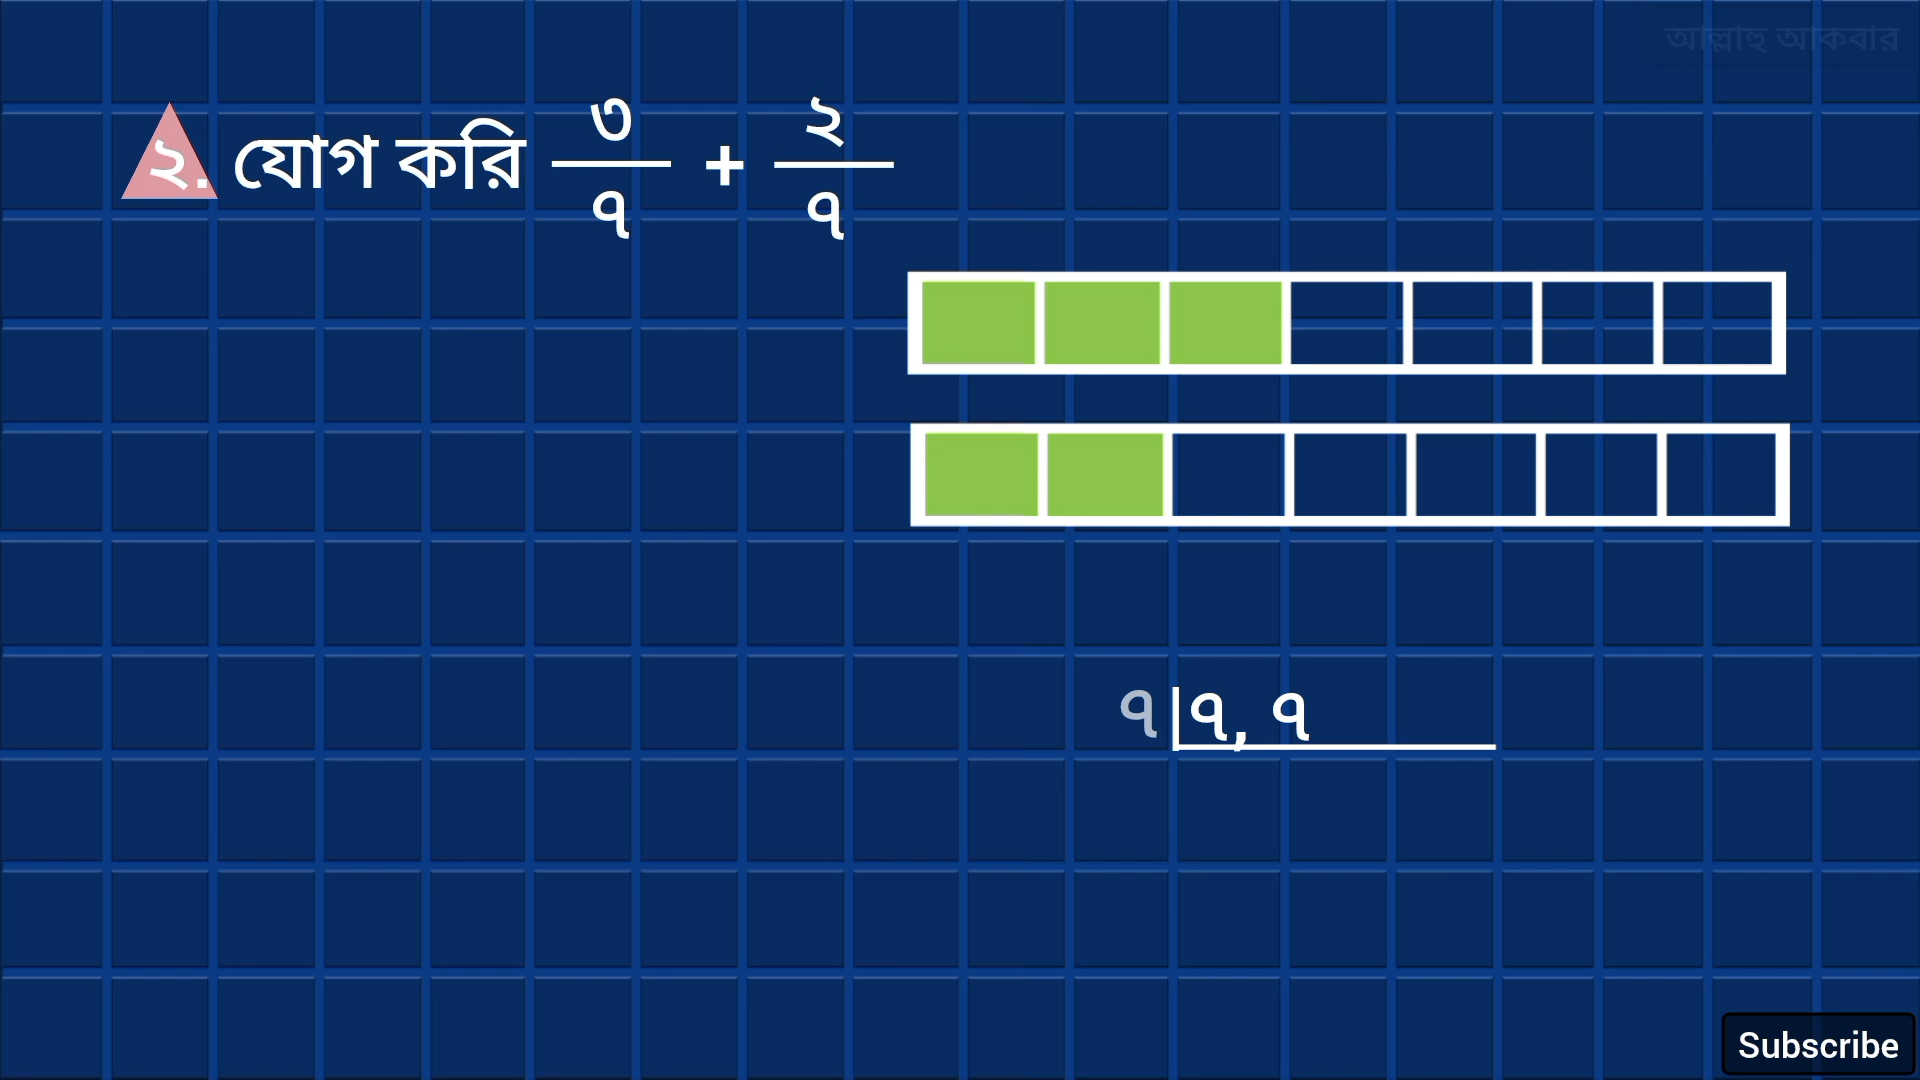 আল্লাহু আকবার
২. যোগ করি ৩/৭ + ২/৭
৭ ৭, ৭
Subscribe